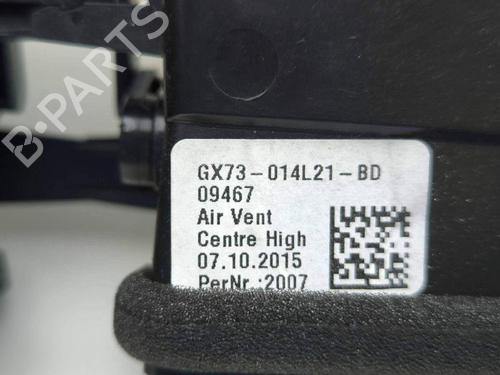 B-PARTS
GX73-014L21-BD
09467
Air Vent
Centre High
07.10.2015
PerNr.:2007